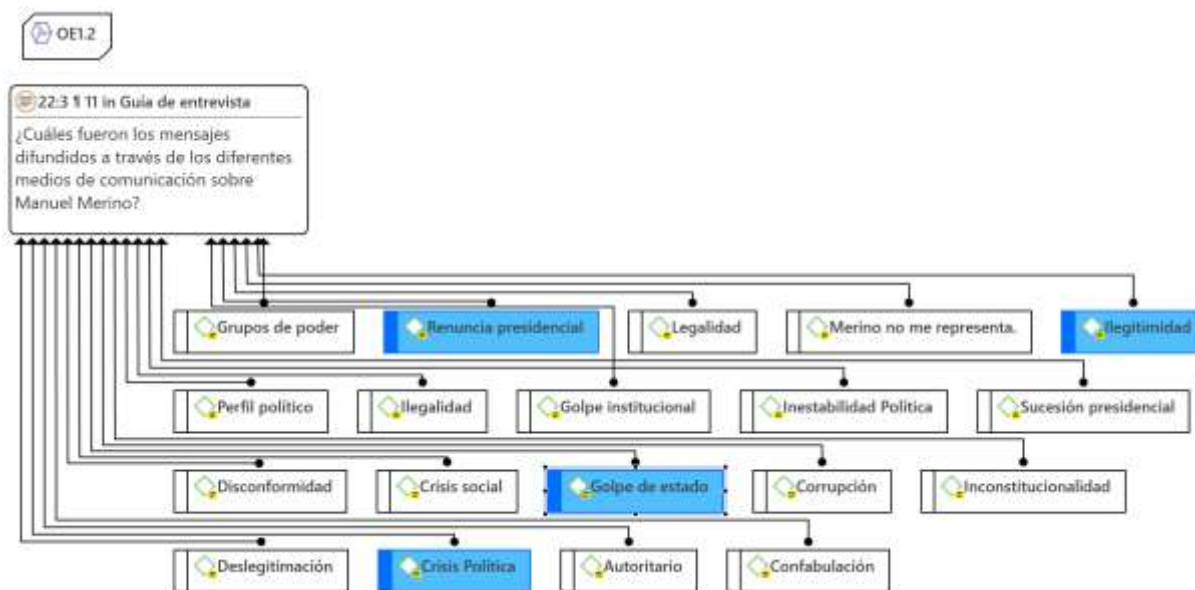 OE1.2
22:3 ¶ 11 in Guia de entrevista
¿Cuáles fueron los mensajes
difundidos a través de los diferentes
medios de comunicación sobre
Manuel Merino?
Grupos de poder
Renuncia presidencial
Legalidad
Merino no me representa.
Ilegitimidad
Perfil político
Ilegalidad
Golpe institucional
Inestabilidad Política
Sucesión presidencial
Disconformidad
Crisis social
Golpe de estado
Corrupción
Inconstitucionalidad
Deslegitimación
Crisis Política
Autoritario
Confabulación